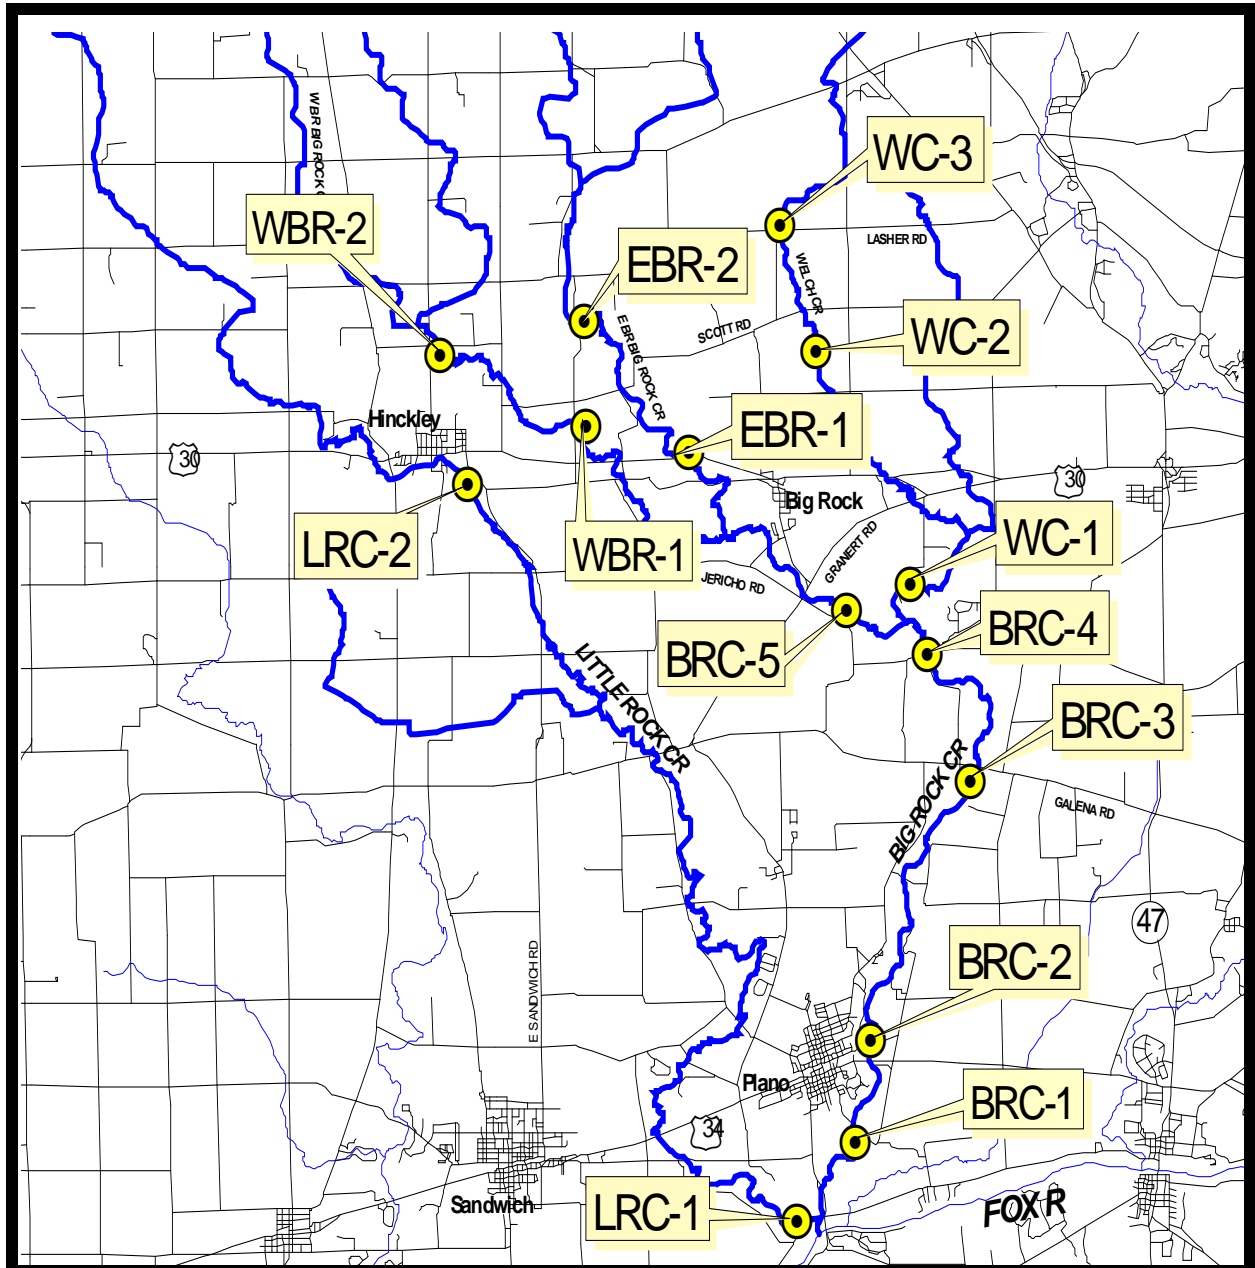 WBR BIG ROCK C
WC-3
WBR-2
LASHER RD
EBR-2
WELCH CR
EBR BIG ROCK CR
SCOTT RD
WC-2
Hinckley
EBR-1
30
30
Big Rock
LRC-2
WBR-1
GRANERT RD
WC-1
JERICHO RD
BRC-5
BRC-4
LITTLE ROCK CR
BRC-3
BIG ROCK CR
GALENA RD
47
E SANDWICH RD
BRC-2
Plano
34
BRC-1
Sandwich
LRC-1
FOX R